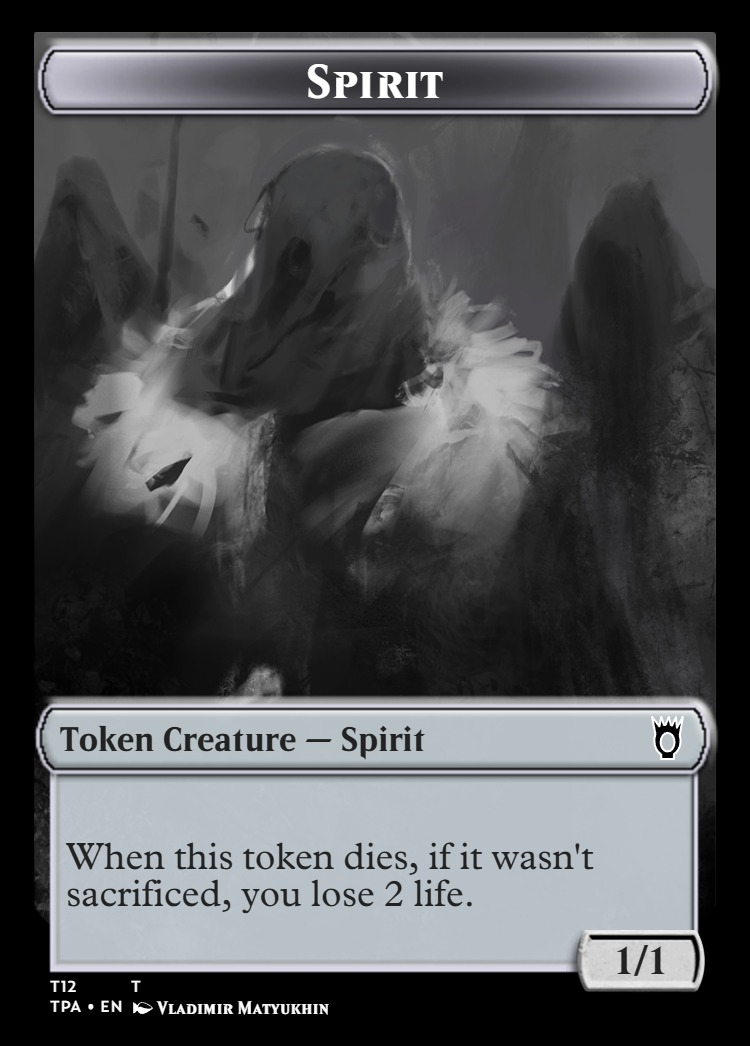 Spirit
Token Creature — Spirit
When this token dies, if it wasn't
sacrificed, you lose 2 life.
1/1
T12 T
TPA • EN Vladimir Matyukhin